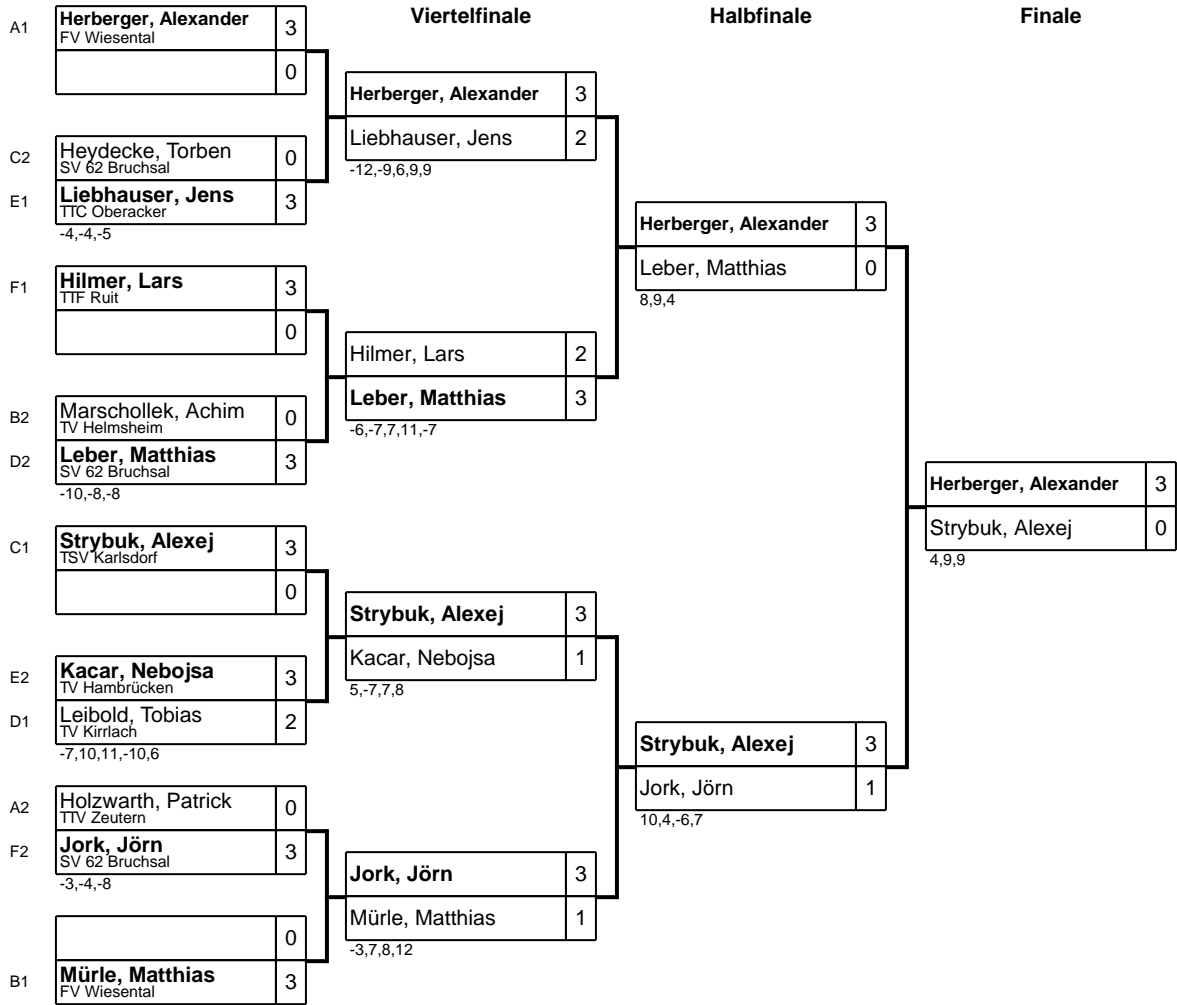 Viertelfinale
Halbfinale
Finale
A1
Herberger, Alexander
FV Wiesental
3
0
C2
Heydecke, Torben
SV 62 Bruchsal
0
E1
Liebhauser, Jens
TTC Oberacker
3
-4,-4,-5
F1
Hilmer, Lars
TTF Ruit
3
0
B2
Marschollek, Achim
TV Helmsheim
0
D2
Leber, Matthias
SV 62 Bruchsal
3
-10,-8,-8
C1
Strybuk, Alexej
TSV Karlsdorf
3
0
E2
Kacar, Nebojsa
TV Hambrücken
3
D1
Leibold, Tobias
TV Kirrlach
2
-7,10,11,-10,6
A2
Holzwarth, Patrick
TTV Zeutern
0
F2
Jork, Jörn
SV 62 Bruchsal
3
-3,-4,-8
0
B1
Mürle, Matthias
FV Wiesental
3
Herberger, Alexander 3
Liebhauser, Jens 2
-12,-9,6,9,9
Hilmer, Lars 2
Leber, Matthias 3
-6,-7,7,11,-7
Strybuk, Alexej 3
Kacar, Nebojsa 1
5,-7,7,8
Jork, Jörn 3
Mürle, Matthias 1
-3,7,8,12
Herberger, Alexander 3
Leber, Matthias 0
8,9,4
Strybuk, Alexej 3
Jork, Jörn 1
10,4,-6,7
Herberger, Alexander 3
Strybuk, Alexej 0
4,9,9